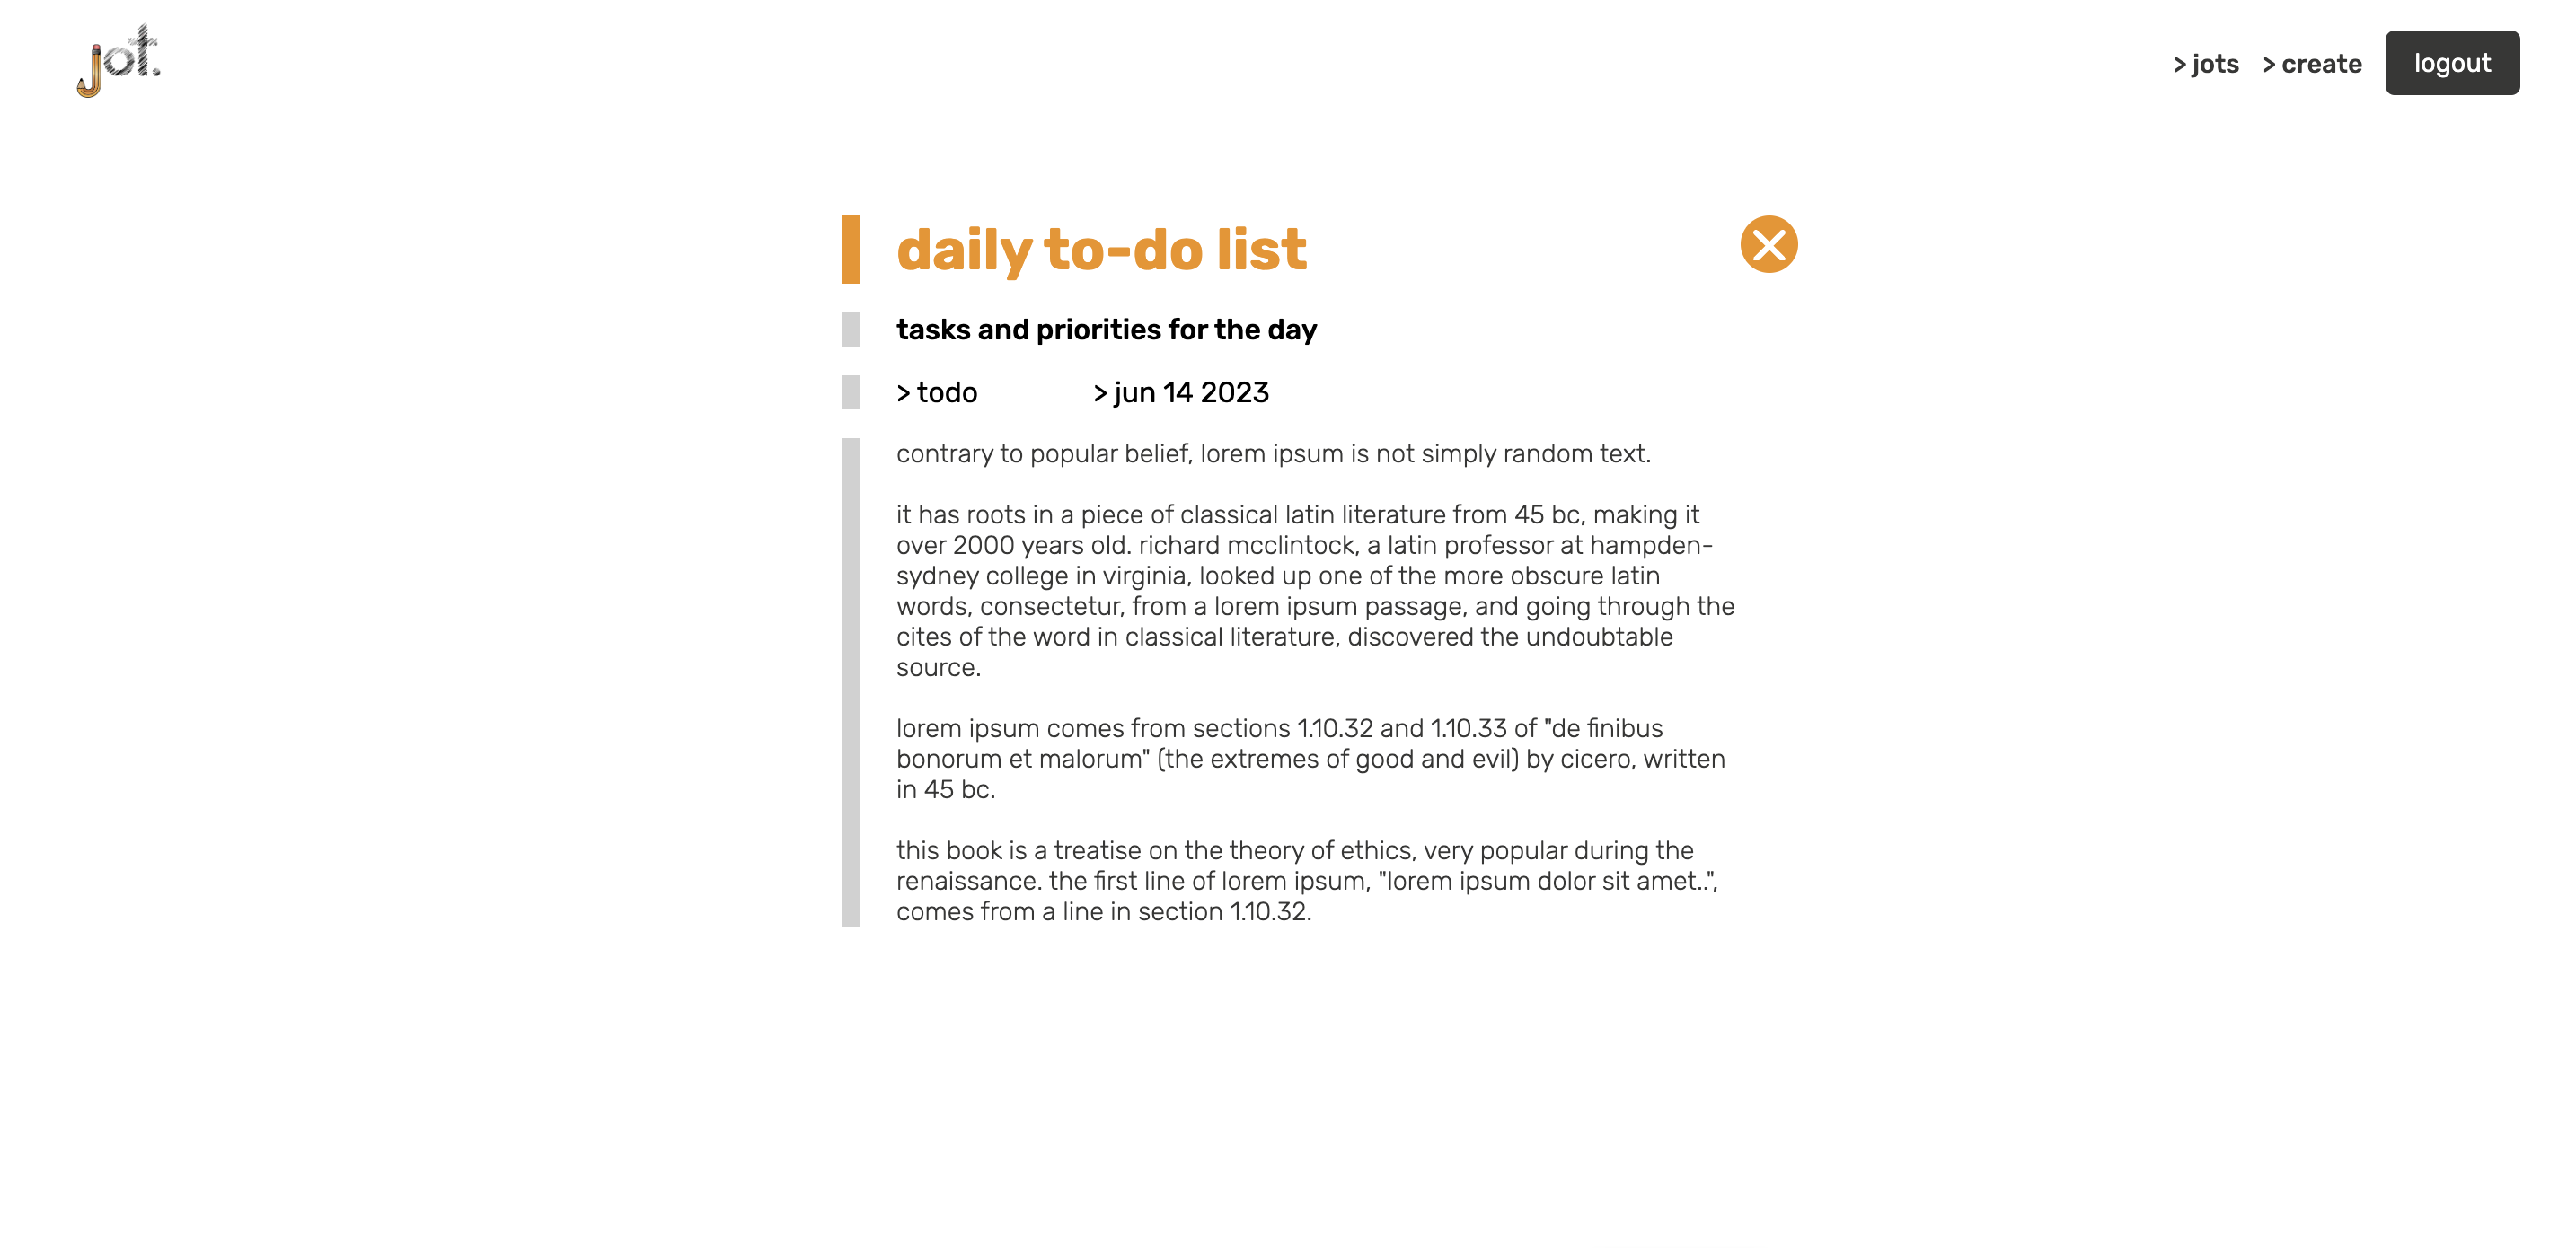 jot.
> jots > create logout
daily to-do list
tasks and priorities for the day
> todo > jun 14 2023
contrary to popular belief, lorem ipsum is not simply random text.
it has roots in a piece of classical latin literature from 45 bc, making it
over 2000 years old. richard mcclintock, a latin professor at hampden-
sydney college in virginia, looked up one of the more obscure latin
words, consectetur, from a lorem ipsum passage, and going through the
cites of the word in classical literature, discovered the undoubtable
source.
lorem ipsum comes from sections 1.10.32 and 1.10.33 of "de finibus
bonorum et malorum" (the extremes of good and evil) by cicero, written
in 45 bc.
this book is a treatise on the theory of ethics, very popular during the
renaissance. the first line of lorem ipsum, "lorem ipsum dolor sit amet..",
comes from a line in section 1.10.32.